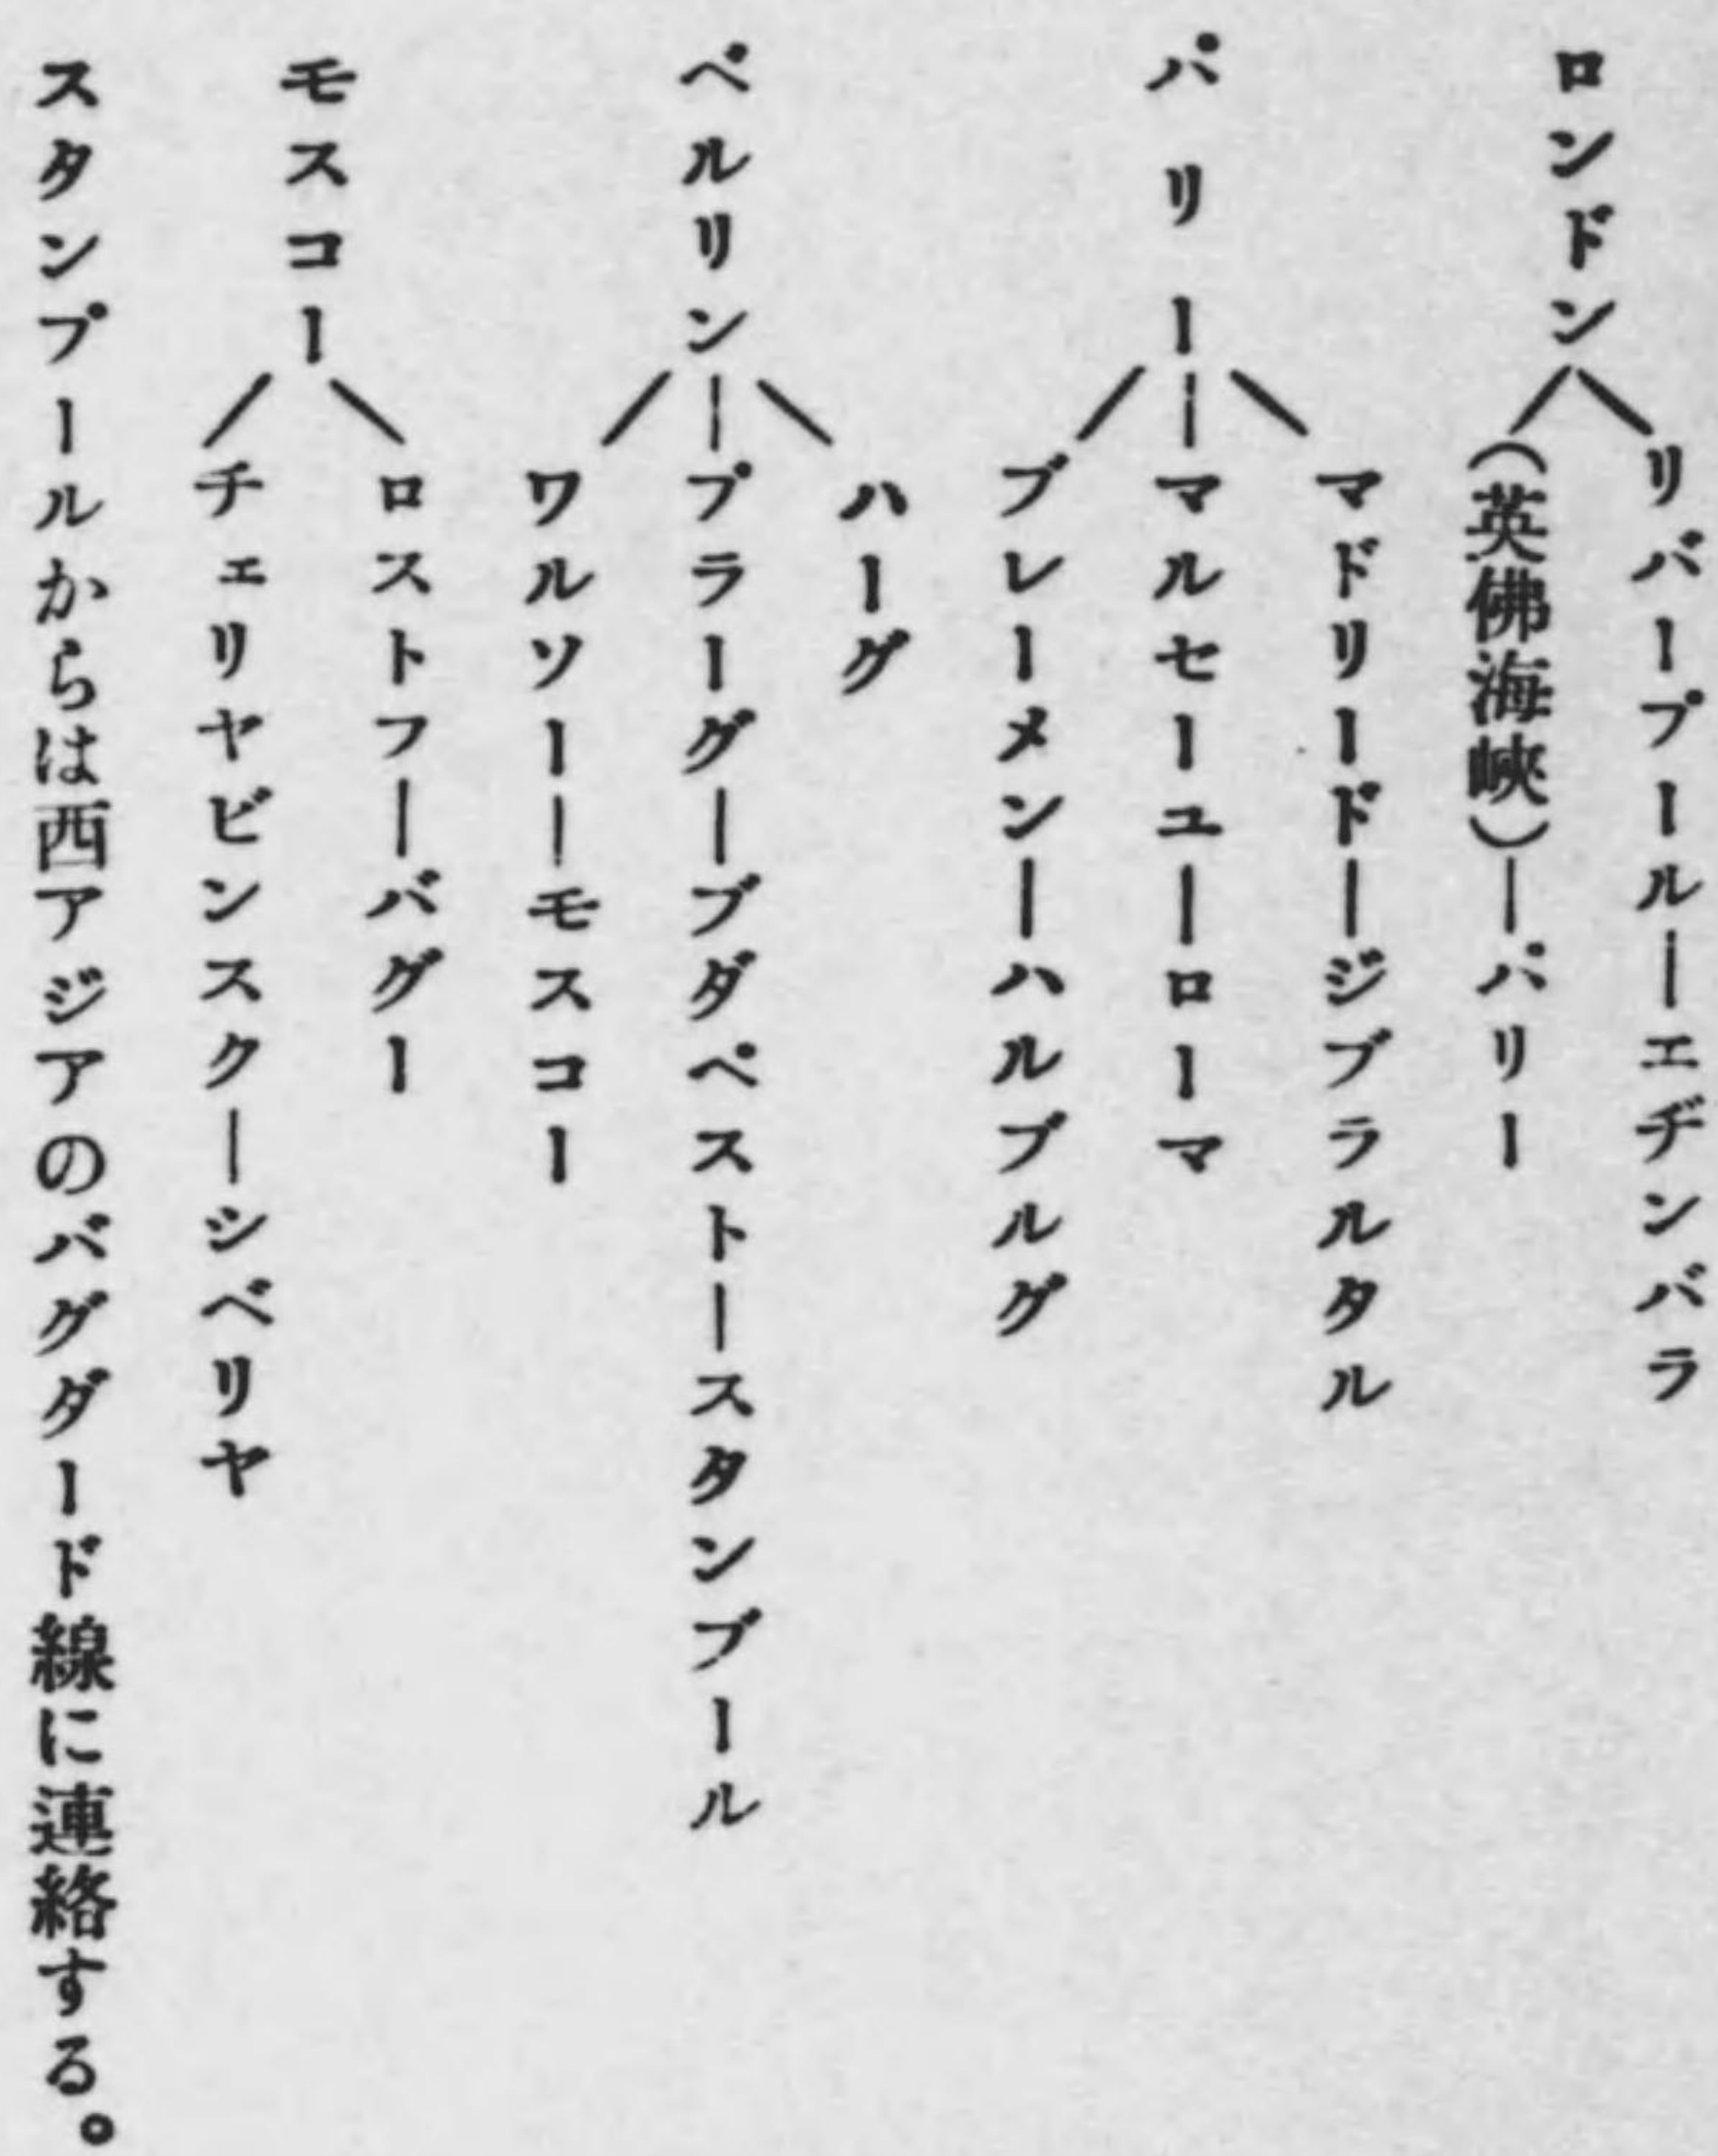 ロンドン
リバープール―エヂンバラ
(英佛海峽)―パリー
パリー
マドリード―ジブラルタル
マルセーユ―ローマ
ブレーメン―ハルブルグ
ベルリン
ハーグ
プラーグ―ブダペスト―スタンブール
ワルソー―モスコー
モスコー
ロストフ―バグー
チェリヤビンスク―シベリヤ
スタンプールからは西アジアのバグダード線に連絡する。